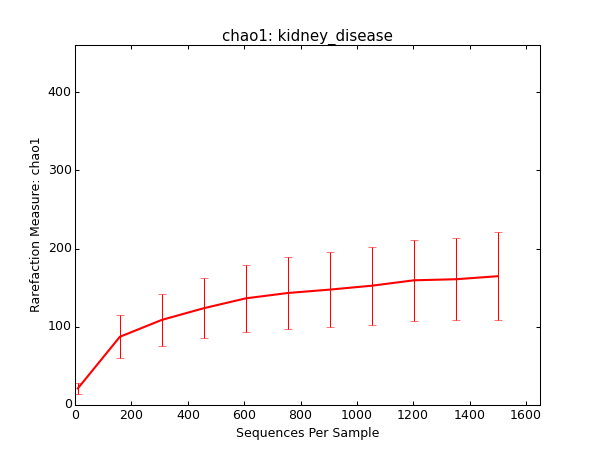 chao1: kidney_disease
Rarefaction Measure: chao1
400
300
200
100
0
0 200 400 600 800 1000 1200 1400 1600
Sequences Per Sample